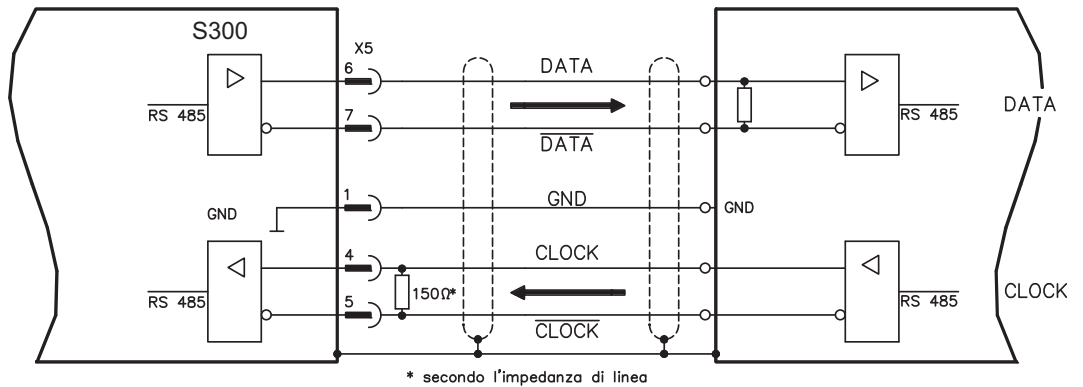 S300
X5
6
DATA
RS 485
7
DATA
RS 485
DATA
1
GND
GND
GND
4
CLOCK
RS 485
150Ω*
RS 485
CLOCK
5
CLOCK
* secondo l'impedanza di linea